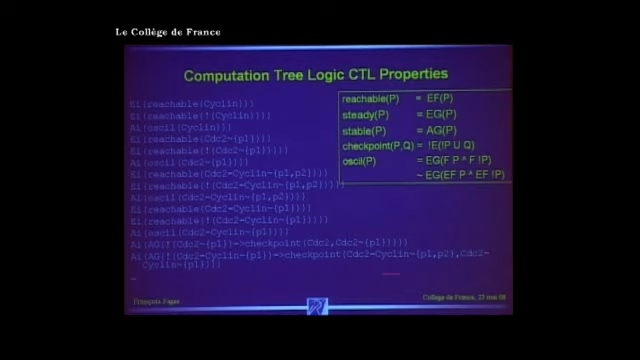 Le Collège de France
Computation Tree Logic CTL Properties
Ei(reachable(Cyclin)))
Ei(reachable(!(Cyclin))))
Ai(oscil(Cyclin)))
Ei(reachable(Cdc2~{p1})))
Ei(reachable(!(Cdc2~{p1}))))
Ai(oscil(Cdc2~{p1})))
Ei(reachable(Cdc2-Cyclin~{p1,p2})))
Ei(reachable(!(Cdc2-Cyclin~{p1,p2}))))
Ai(oscil(Cdc2-Cyclin~{p1,p2})))
Ei(reachable(Cdc2-Cyclin~{p1})))
Ei(reachable(!(Cdc2-Cyclin~{p1}))))
Ai(oscil(Cdc2-Cyclin~{p1})))
Ai(AG(!(Cdc2~{p1})->checkpoint(Cdc2,Cdc2~{p1}))))
Ai(AG(!(Cdc2-Cyclin~{p1})->checkpoint(Cdc2-Cyclin~{p1,p2},Cdc2-
Cyclin~{p1}))))
reachable(P) = EF(P)
steady(P) = EG(P)
stable(P) = AG(P)
checkpoint(P,Q) = !E(!P U Q)
oscil(P) = EG(F P ^ F !P)
~ EG(EF P ^ EF !P)
François Fages
Collège de France, 23 mai 08